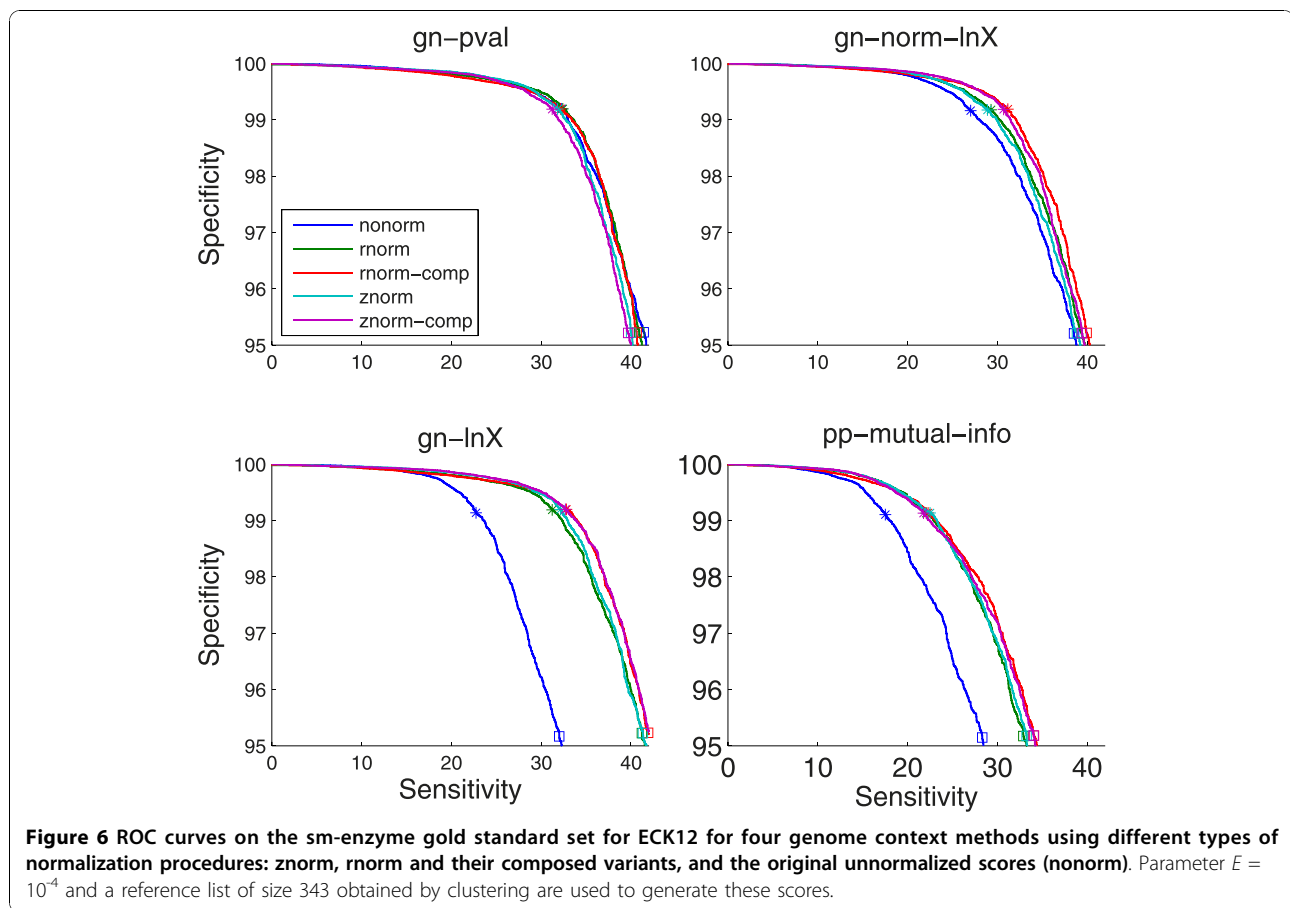 gn−pval
Specificity
100
99
98
97
96
95
0 10 20 30 40
nonorm
rnorm
rnorm-comp
znorm
znorm-comp
gn−norm−lnX
100
99
98
97
96
95
0 10 20 30 40
gn−lnX
Specificity
100
99
98
97
96
95
0 10 20 30 40
Sensitivity
pp−mutual−info
100
99
98
97
96
95
0 10 20 30 40
Sensitivity
Figure 6 ROC curves on the sm-enzyme gold standard set for ECK12 for four genome context methods using different types of
normalization procedures: znorm, rnorm and their composed variants, and the original unnormalized scores (nonorm). Parameter E =
10⁻⁴ and a reference list of size 343 obtained by clustering are used to generate these scores.